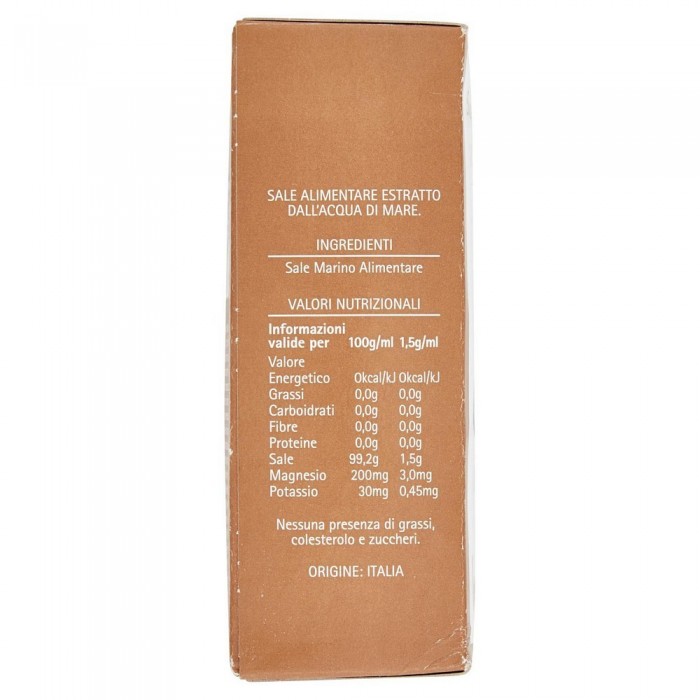 SALE ALIMENTARE ESTRATTO
DALL'ACQUA DI MARE.
INGREDIENTI
Sale Marino Alimentare
VALORI NUTRIZIONALI
Informazioni
valide per 100g/ml 1,5g/ml
Valore
Energetico 0kcal/kJ 0kcal/kJ
Grassi 0,0g 0,0g
Carboidrati 0,0g 0,0g
Fibre 0,0g 0,0g
Proteine 0,0g 0,0g
Sale 99,2g 1,5g
Magnesio 200mg 3,0mg
Potassio 30mg 0,45mg
Nessuna presenza di grassi,
colesterolo e zuccheri.
ORIGINE: ITALIA